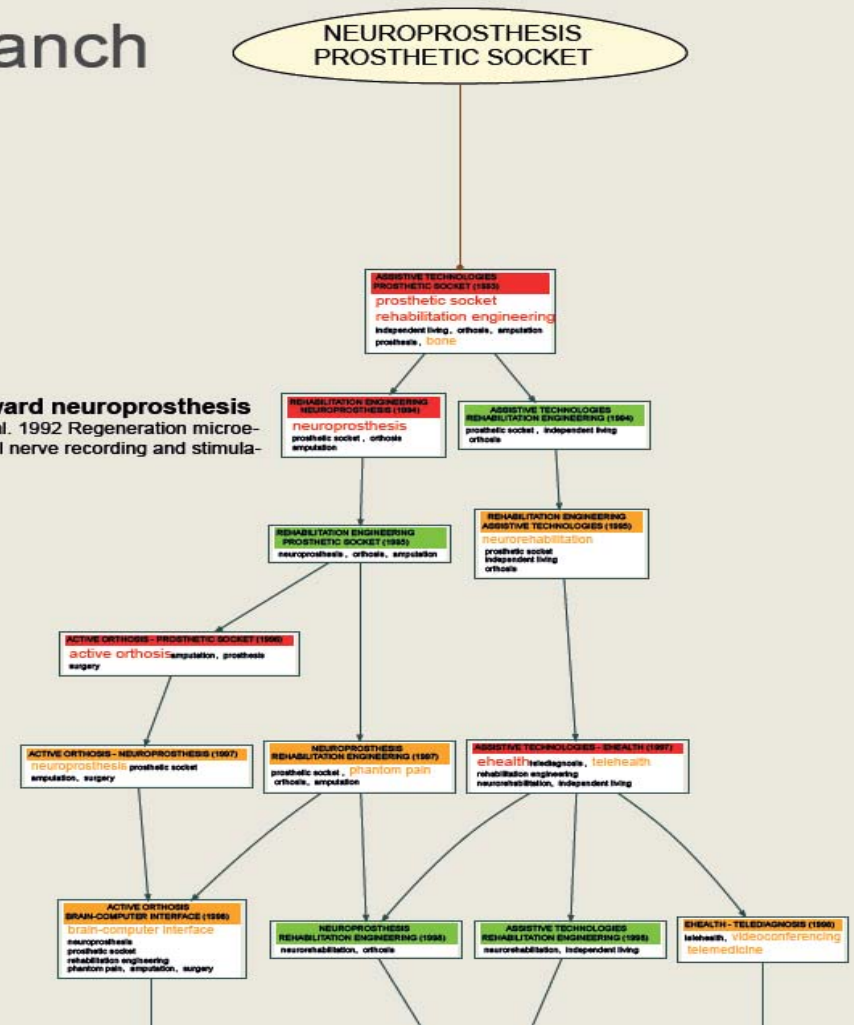 anch
NEUROPROSTHESIS
PROSTHETIC SOCKET
ASSISTIVE TECHNOLOGIES
PROSTHETIC SOCKET (1993)
prosthetic socket
rehabilitation engineering
independent living, orthosis, amputation
prosthesis, bone
ward neuroprosthesis
al. 1992 Regeneration microe-
l nerve recording and stimula-
REHABILITATION ENGINEERING
NEUROPROSTHESIS (1994)
neuroprosthesis
prosthetic socket, orthosis
amputation
ASSISTIVE TECHNOLOGIES
REHABILITATION ENGINEERING (1994)
prosthetic socket, independent living
orthosis
REHABILITATION ENGINEERING
PROSTHETIC SOCKET (1995)
neuroprosthesis, orthosis, amputation
REHABILITATION ENGINEERING
ASSISTIVE TECHNOLOGIES (1995)
neurorehabilitation
prosthetic socket
independent living
orthosis
ACTIVE ORTHOSIS - PROSTHETIC SOCKET (1996)
active orthosis amputation, prosthesis
surgery
ACTIVE ORTHOSIS - NEUROPROSTHESIS (1997)
neuroprosthesis prosthetic socket
amputation, surgery
NEUROPROSTHESIS
REHABILITATION ENGINEERING (1997)
prosthetic socket, phantom pain
orthosis, amputation
ASSISTIVE TECHNOLOGIES - EHEALTH (1997)
ehealth telediagnosis, telehealth
rehabilitation engineering
neurorehabilitation, independent living
ACTIVE ORTHOSIS
BRAIN-COMPUTER INTERFACE (1998)
brain-computer interface
neuroprosthesis
prosthetic socket
rehabilitation engineering
phantom pain, amputation, surgery
NEUROPROSTHESIS
REHABILITATION ENGINEERING (1998)
neurorehabilitation, orthosis
ASSISTIVE TECHNOLOGIES
REHABILITATION ENGINEERING (1998)
neurorehabilitation, independent living
EHEALTH - TELEDIAGNOSIS (1998)
telehealth, videoconferencing
telemedicine